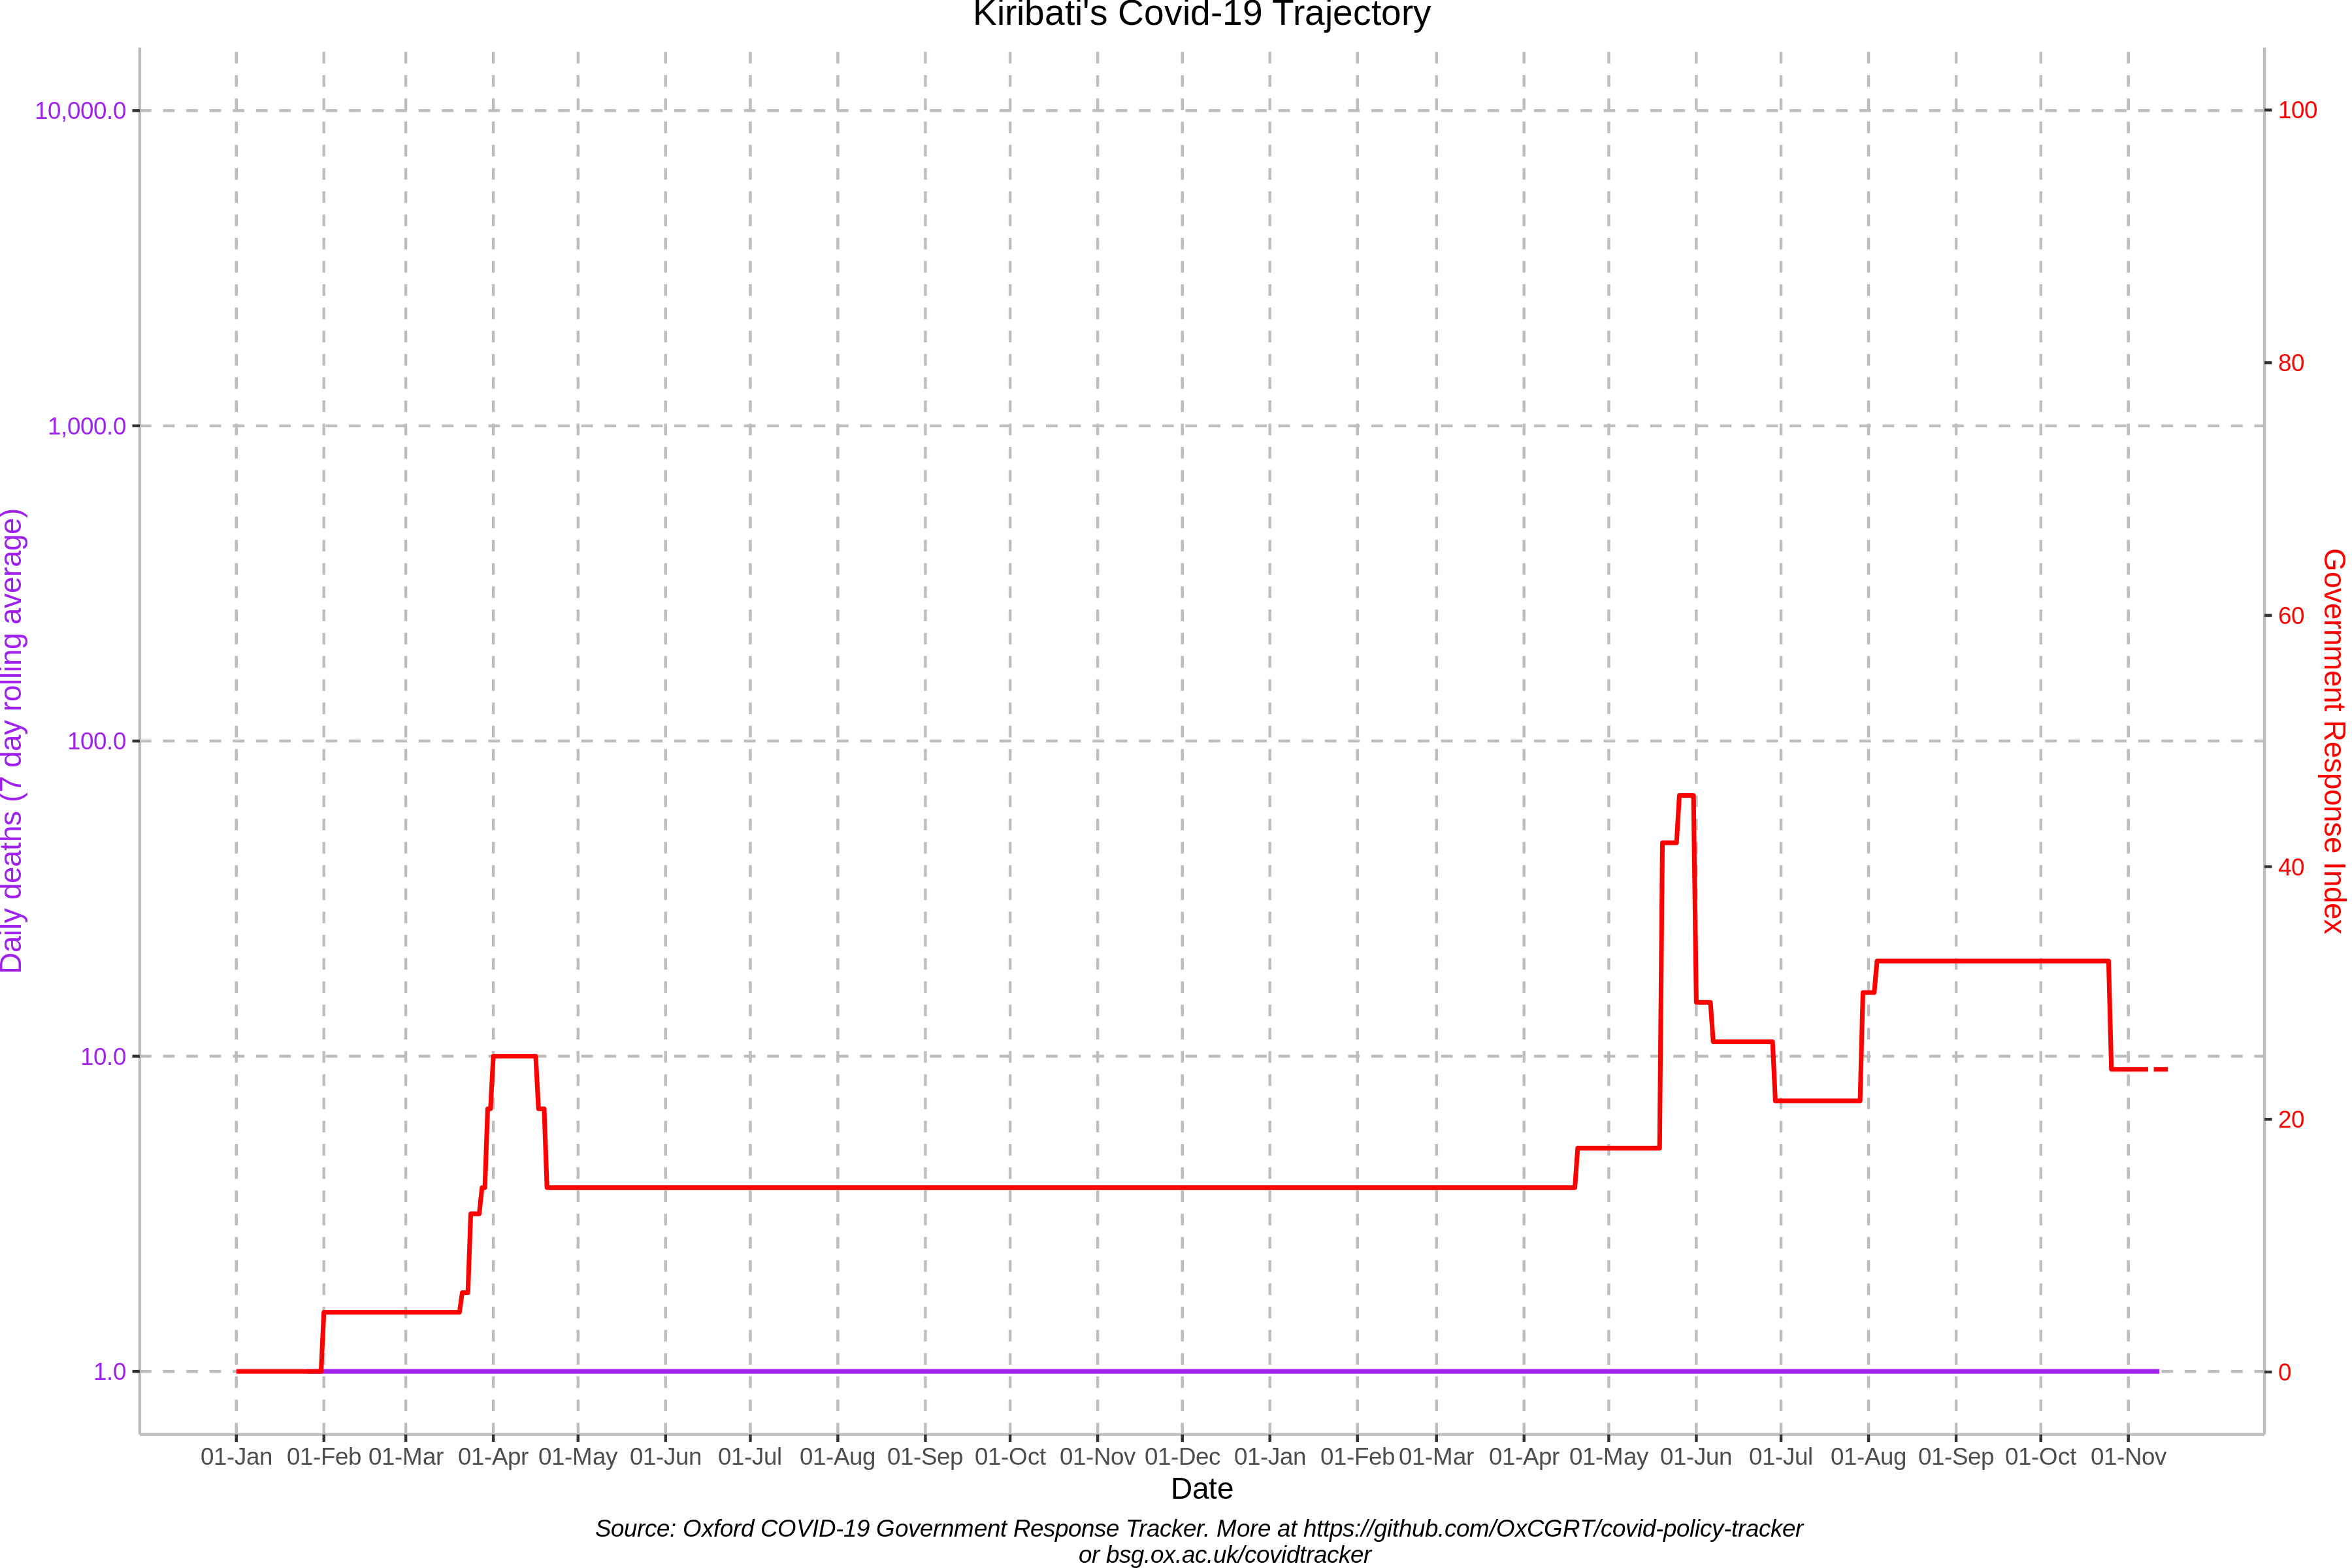 Kiribati's Covid-19 Trajectory
10,000.0
1,000.0
100.0
10.0
1.0
Daily deaths (7 day rolling average)
100
80
60
40
20
0
Government Response Index
01-Jan 01-Feb 01-Mar 01-Apr 01-May 01-Jun 01-Jul 01-Aug 01-Sep 01-Oct 01-Nov 01-Dec 01-Jan 01-Feb 01-Mar 01-Apr 01-May 01-Jun 01-Jul 01-Aug 01-Sep 01-Oct 01-Nov
Date
Source: Oxford COVID-19 Government Response Tracker. More at https://github.com/OxCGRT/covid-policy-tracker
or bsg.ox.ac.uk/covidtracker